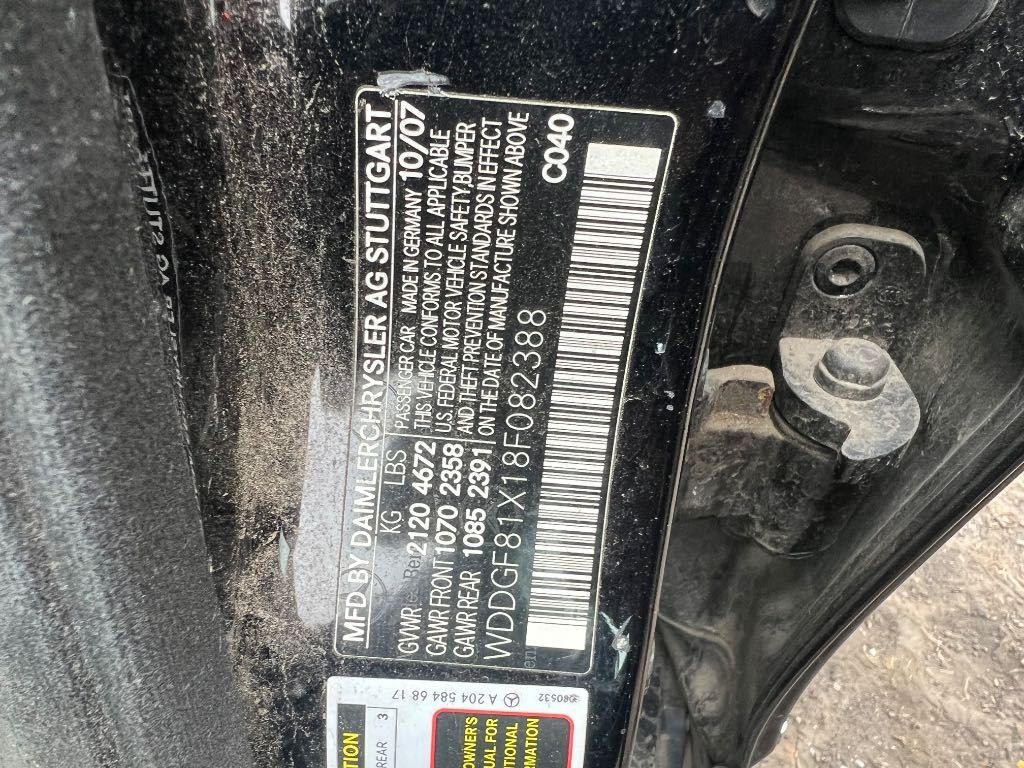 MFD BY DAIMLERCHRYSLER AG STUTTGART
KG LBS PASSENGER CAR MADE IN GERMANY 10/07
GVWR 2120 4672 THIS VEHICLE CONFORMS TO ALL APPLICABLE
GAWR FRONT 1070 2358 U.S. FEDERAL MOTOR VEHICLE SAFETY, BUMPER
GAWR REAR 1085 2391 AND THEFT PREVENTION STANDARDS IN EFFECT
ON THE DATE OF MANUFACTURE SHOWN ABOVE
WDDGF81X18F082388 C040
TION
REAR 3
A 204 584 68 17
OWNER'S
UAL FOR
TIONAL
RMATION